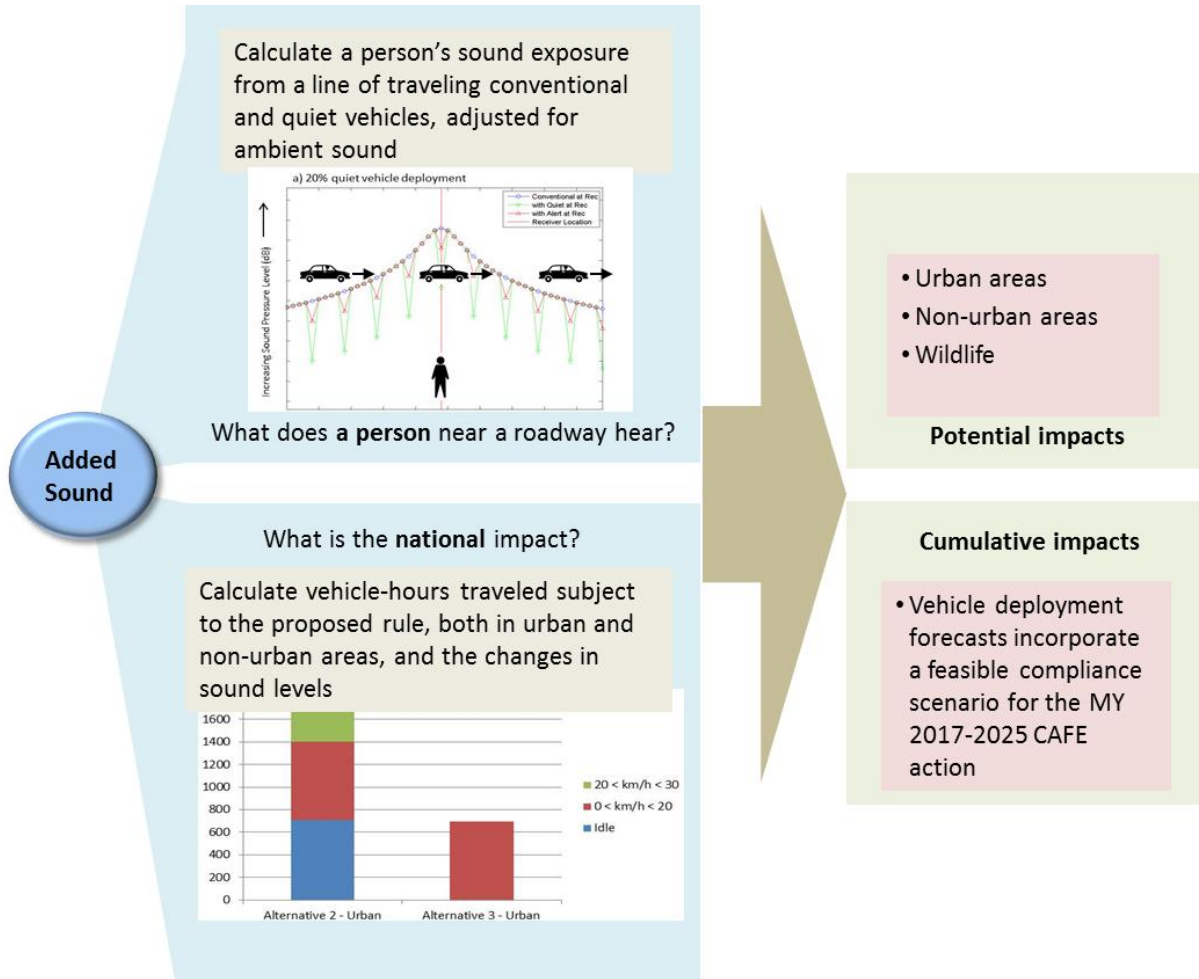 Calculate a person’s sound exposure
from a line of traveling conventional
and quiet vehicles, adjusted for
ambient sound
a) 20% quiet vehicle deployment
Increasing Sound Pressure Level (dB)
Conventional at Rec
with Quiet at Rec
with Alert at Rec
Receiver Location
What does a person near a roadway hear?
Added
Sound
What is the national impact?
Calculate vehicle-hours traveled subject
to the proposed rule, both in urban and
non-urban areas, and the changes in
sound levels
1600
1400
1200
1000
800
600
400
200
0
20 < km/h < 30
0 < km/h < 20
Idle
Alternative 2 - Urban
Alternative 3 - Urban
• Urban areas
• Non-urban areas
• Wildlife
Potential impacts
Cumulative impacts
• Vehicle deployment
forecasts incorporate
a feasible compliance
scenario for the MY
2017-2025 CAFE
action